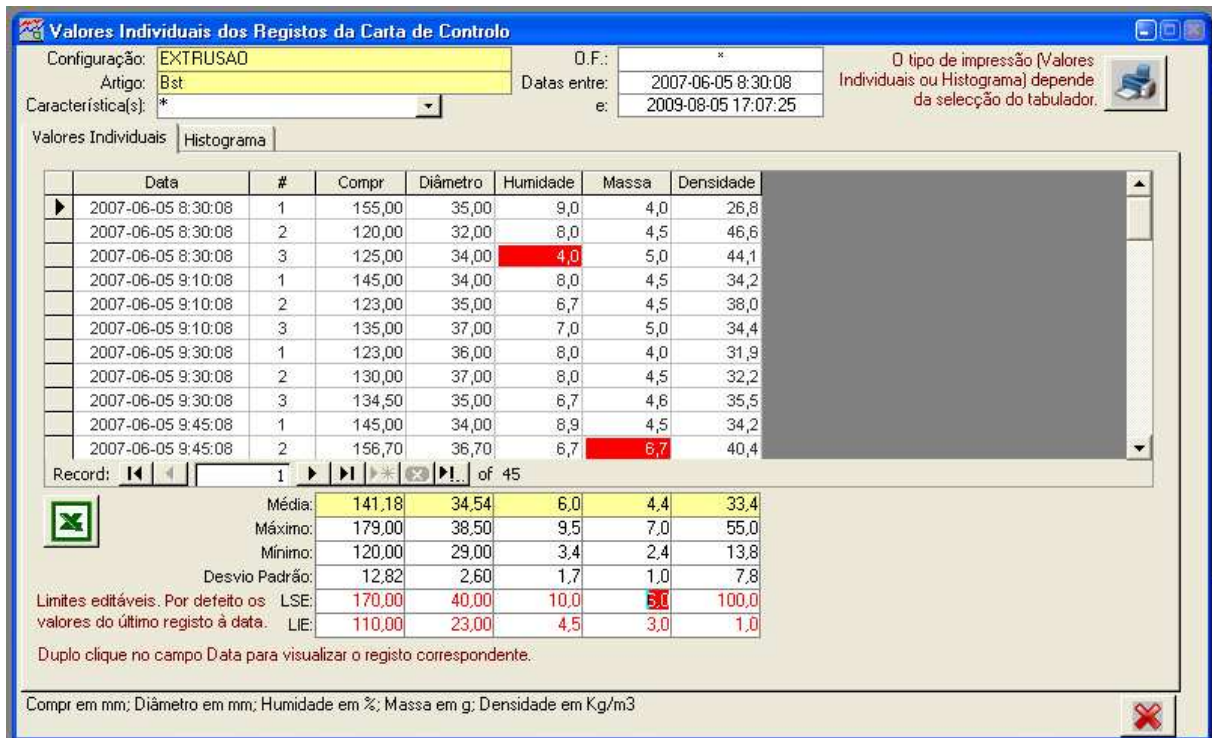 Valores Individuais dos Registos da Carta de Controlo
Configuração: EXTRUSAO O.F.: * O tipo de impressão (Valores
Artigo: Bst Datas entre: 2007-06-05 8:30:08 Individuais ou Histograma) depende
Característica(s): * e: 2009-08-05 17:07:25 da selecção do tabulador.
Valores Individuais Histograma
Data # Compr Diâmetro Humidade Massa Densidade
2007-06-05 8:30:08 1 155,00 35,00 9,0 4,0 26,8
2007-06-05 8:30:08 2 120,00 32,00 8,0 4,5 46,6
2007-06-05 8:30:08 3 125,00 34,00 4,0 5,0 44,1
2007-06-05 9:10:08 1 145,00 34,00 8,0 4,5 34,2
2007-06-05 9:10:08 2 123,00 35,00 6,7 4,5 38,0
2007-06-05 9:10:08 3 135,00 37,00 7,0 5,0 34,4
2007-06-05 9:30:08 1 123,00 36,00 8,0 4,0 31,9
2007-06-05 9:30:08 2 130,00 37,00 8,0 4,5 32,2
2007-06-05 9:30:08 3 134,50 35,00 6,7 4,6 35,5
2007-06-05 9:45:08 1 145,00 34,00 8,9 4,5 34,2
2007-06-05 9:45:08 2 156,70 36,70 6,7 6,7 40,4
Record: 1 of 45
Média: 141,18 34,54 6,0 4,4 33,4
Máximo: 179,00 38,50 9,5 7,0 55,0
Mínimo: 120,00 29,00 3,4 2,4 13,8
Desvio Padrão: 12,82 2,60 1,7 1,0 7,8
Limites editáveis. Por defeito os LSE: 170,00 40,00 10,0 6,0 100,0
valores do último registo à data. LIE: 110,00 23,00 4,5 3,0 1,0
Duplo clique no campo Data para visualizar o registo correspondente.
Compr em mm; Diâmetro em mm; Humidade em %; Massa em g; Densidade em Kg/m3